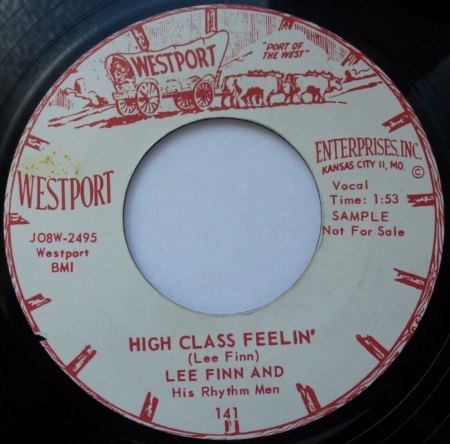 WESTPORT
"PORT OF
THE WEST"
WESTPORT
ENTERPRISES, INC.
KANSAS CITY 11, MO. ©
Vocal
Time: 1:53
SAMPLE
Not For Sale
JO8W-2495
Westport
BMI
HIGH CLASS FEELIN'
(Lee Finn)
LEE FINN AND
His Rhythm Men
141